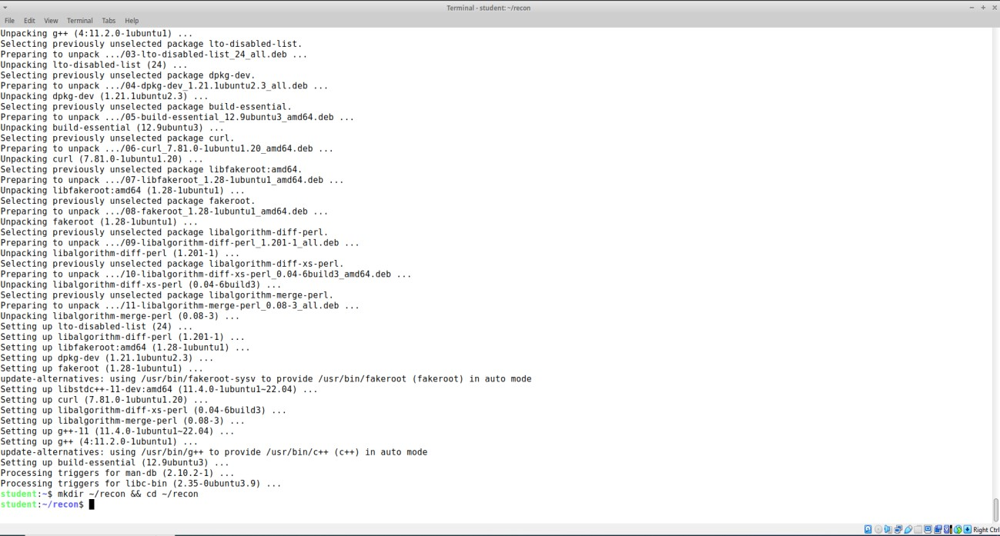 Terminal - student: ~/recon
File Edit View Terminal Tabs Help
Unpacking g++ (4:11.2.0-1ubuntu1) ...
Selecting previously unselected package lto-disabled-list.
Preparing to unpack .../03-lto-disabled-list_24_all.deb ...
Unpacking lto-disabled-list (24) ...
Selecting previously unselected package dpkg-dev.
Preparing to unpack .../04-dpkg-dev_1.21.1ubuntu2.3_all.deb ...
Unpacking dpkg-dev (1.21.1ubuntu2.3) ...
Selecting previously unselected package build-essential.
Preparing to unpack .../05-build-essential_12.9ubuntu3_amd64.deb ...
Unpacking build-essential (12.9ubuntu3) ...
Selecting previously unselected package curl.
Preparing to unpack .../06-curl_7.81.0-1ubuntu1.20_amd64.deb ...
Unpacking curl (7.81.0-1ubuntu1.20) ...
Selecting previously unselected package libfakeroot:amd64.
Preparing to unpack .../07-libfakeroot_1.28-1ubuntu1_amd64.deb ...
Unpacking libfakeroot:amd64 (1.28-1ubuntu1) ...
Selecting previously unselected package fakeroot.
Preparing to unpack .../08-fakeroot_1.28-1ubuntu1_amd64.deb ...
Unpacking fakeroot (1.28-1ubuntu1) ...
Selecting previously unselected package libalgorithm-diff-perl.
Preparing to unpack .../09-libalgorithm-diff-perl_1.201-1_all.deb ...
Unpacking libalgorithm-diff-perl (1.201-1) ...
Selecting previously unselected package libalgorithm-diff-xs-perl.
Preparing to unpack .../10-libalgorithm-diff-xs-perl_0.04-6build3_amd64.deb ...
Unpacking libalgorithm-diff-xs-perl (0.04-6build3) ...
Selecting previously unselected package libalgorithm-merge-perl.
Preparing to unpack .../11-libalgorithm-merge-perl_0.08-3_all.deb ...
Unpacking libalgorithm-merge-perl (0.08-3) ...
Setting up lto-disabled-list (24) ...
Setting up libalgorithm-diff-perl (1.201-1) ...
Setting up libfakeroot:amd64 (1.28-1ubuntu1) ...
Setting up dpkg-dev (1.21.1ubuntu2.3) ...
Setting up fakeroot (1.28-1ubuntu1) ...
update-alternatives: using /usr/bin/fakeroot-sysv to provide /usr/bin/fakeroot (fakeroot) in auto mode
Setting up libstdc++-11-dev:amd64 (11.4.0-1ubuntu1~22.04) ...
Setting up curl (7.81.0-1ubuntu1.20) ...
Setting up libalgorithm-diff-xs-perl (0.04-6build3) ...
Setting up libalgorithm-merge-perl (0.08-3) ...
Setting up g++-11 (11.4.0-1ubuntu1~22.04) ...
Setting up g++ (4:11.2.0-1ubuntu1) ...
update-alternatives: using /usr/bin/g++ to provide /usr/bin/c++ (c++) in auto mode
Setting up build-essential (12.9ubuntu3) ...
Processing triggers for man-db (2.10.2-1) ...
Processing triggers for libc-bin (2.35-0ubuntu3.9) ...
student:~$ mkdir ~/recon && cd ~/recon
student:~/recon$
Right Ctrl